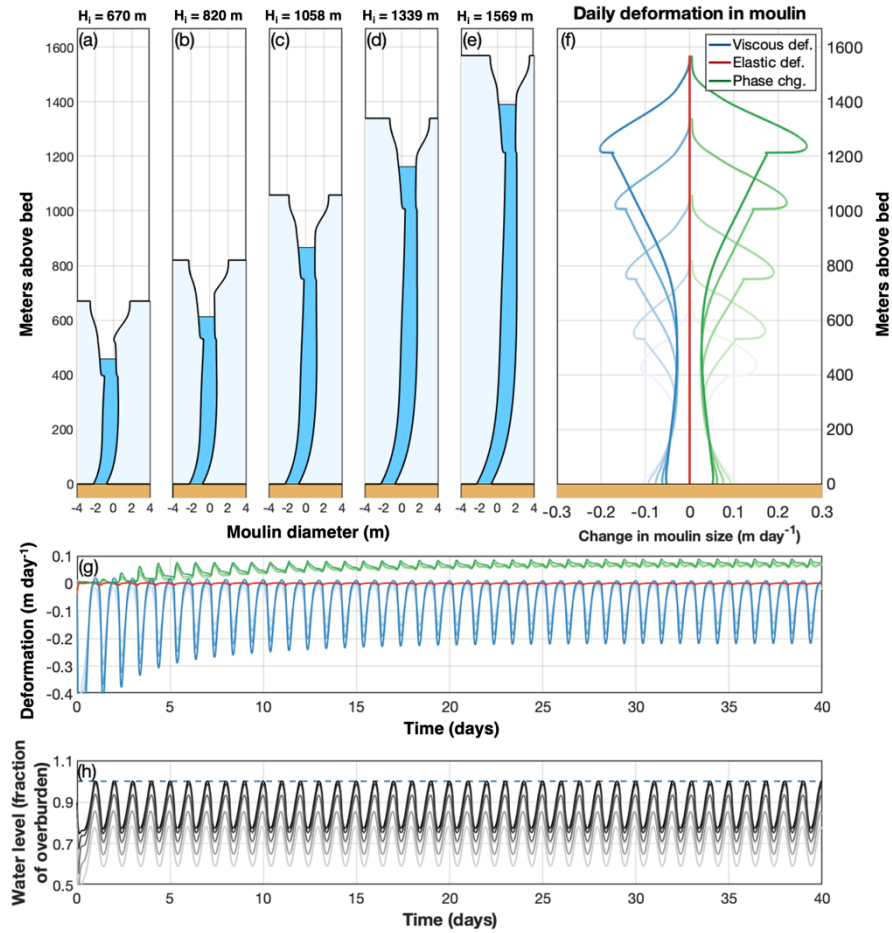 Hi = 670 m Hi = 820 m Hi = 1058 m Hi = 1339 m Hi = 1569 m Daily deformation in moulin
(a) (b) (c) (d) (e) (f)
Viscous def.
Elastic def.
Phase chg.
Meters above bed
1600
1400
1200
1000
800
600
400
200
0
1600
1400
1200
1000
800
600
400
200
0
Meters above bed
-4 -2 0 2 4 -4 -2 0 2 4 -4 -2 0 2 4 -4 -2 0 2 4 -4 -2 0 2 4 -0.3 -0.2 -0.1 0 0.1 0.2 0.3
Moulin diameter (m) Change in moulin size (m day-1)
(g)
Deformation (m day-1)
0.1
0
-0.1
-0.2
-0.3
-0.4
0 5 10 15 20 25 30 35 40
Time (days)
(h)
Water level (fraction
of overburden)
1.1
0.9
0.7
0.5
0 5 10 15 20 25 30 35 40
Time (days)